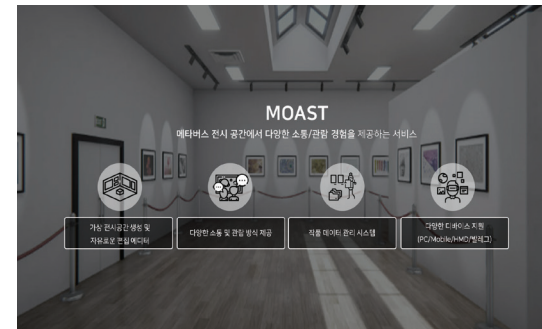 MOAST
메타버스 전시 공간에서 다양한 소통/관람 경험을 제공하는 서비스
가상 전시공간 생성 및
자유로운 전실 에디터
다양한 소통 및 관람 방식 제공
작품 데이터 관리 시스템
다양한 디바이스 지원
(PC/Mobile/HMD/빌레그)